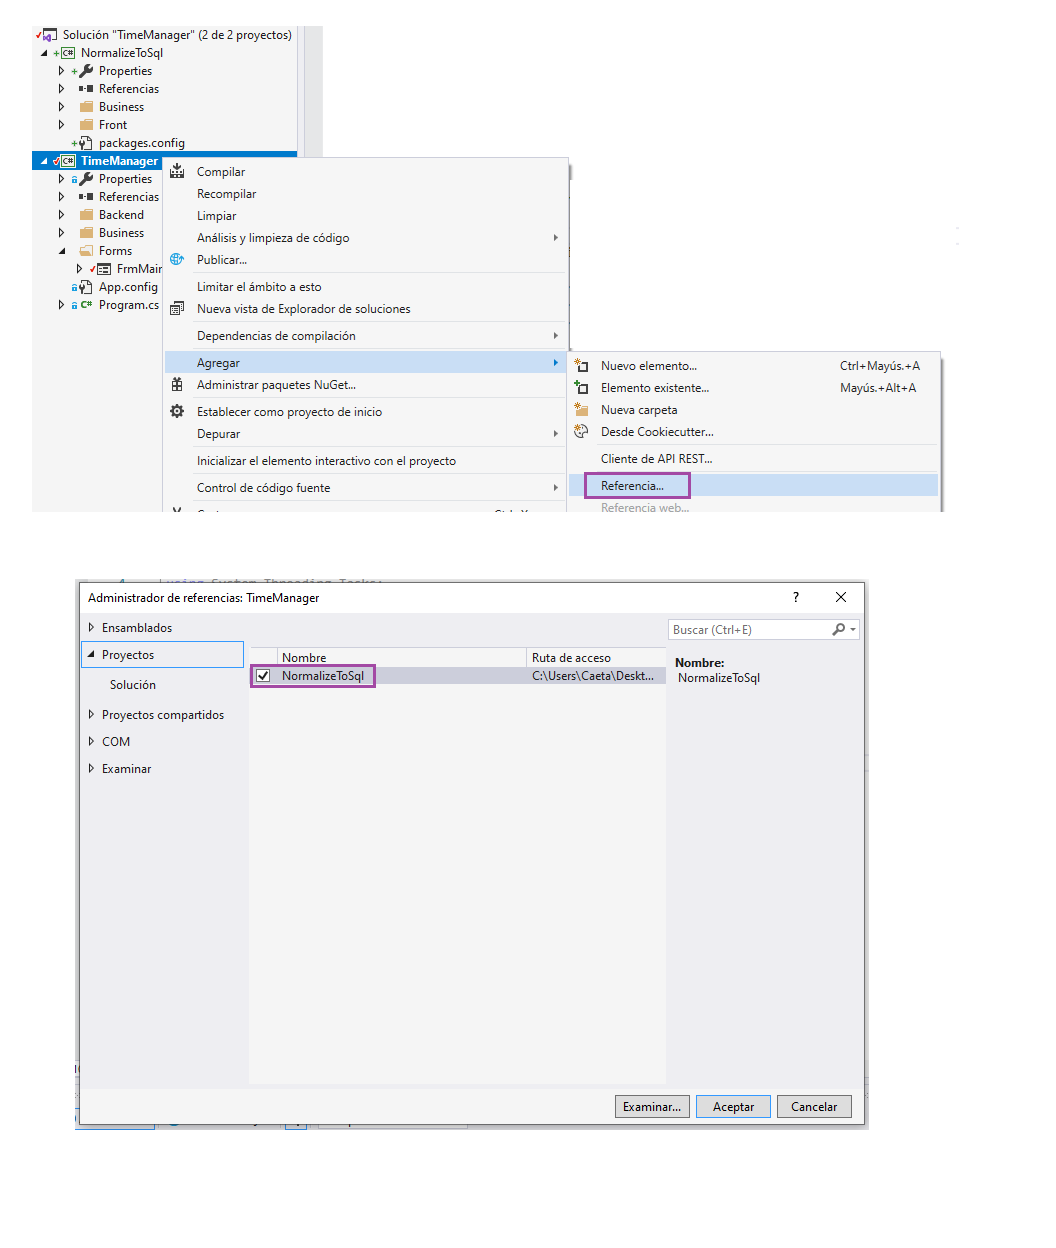 Solución "TimeManager" (2 de 2 proyectos)
NormalizeToSql
Properties
Referencias
Business
Front
packages.config
TimeManager
Properties
Referencias
Backend
Business
Forms
FrmMain
App.config
Program.cs
Compilar
Recompilar
Limpiar
Análisis y limpieza de código
Publicar...
Limitar el ámbito a esto
Nueva vista de Explorador de soluciones
Dependencias de compilación
Agregar
Administrar paquetes NuGet...
Establecer como proyecto de inicio
Depurar
Inicializar el elemento interactivo con el proyecto
Control de código fuente
Nuevo elemento... Ctrl+Mayús.+A
Elemento existente... Mayús.+Alt+A
Nueva carpeta
Desde Cookiecutter...
Cliente de API REST...
Referencia...
Referencia web...
using System.Threading.Tasks;
Administrador de referencias: TimeManager ?
Ensamblados
Proyectos
Solución
Proyectos compartidos
COM
Examinar
Nombre Ruta de acceso
NormalizeToSql C:\Users\Caeta\Deskt...
Buscar (Ctrl+E)
Nombre:
NormalizeToSql
Examinar... Aceptar Cancelar